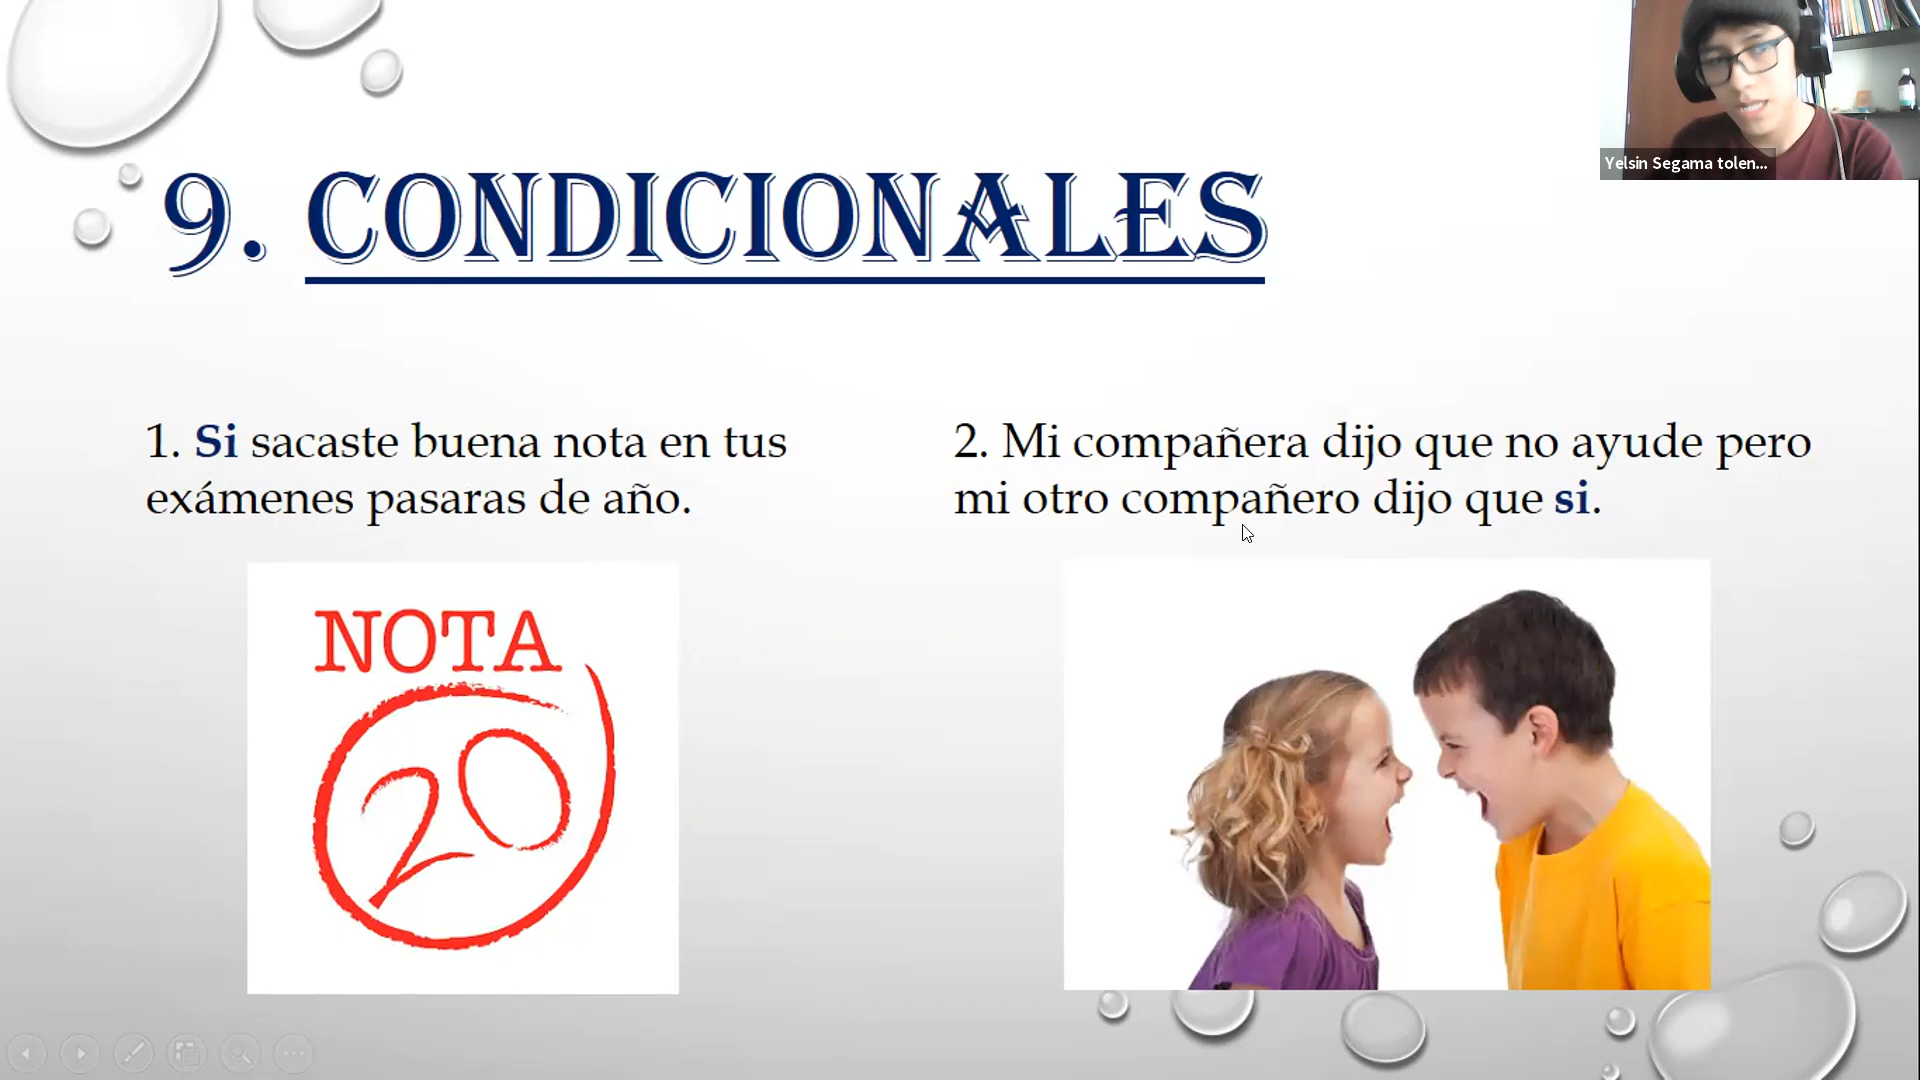 Yelsin Segama tolen...
9. CONDICIONALES
1. Si sacaste buena nota en tus
exámenes pasaras de año.
2. Mi compañera dijo que no ayude pero
mi otro compañero dijo que si.
NOTA
20